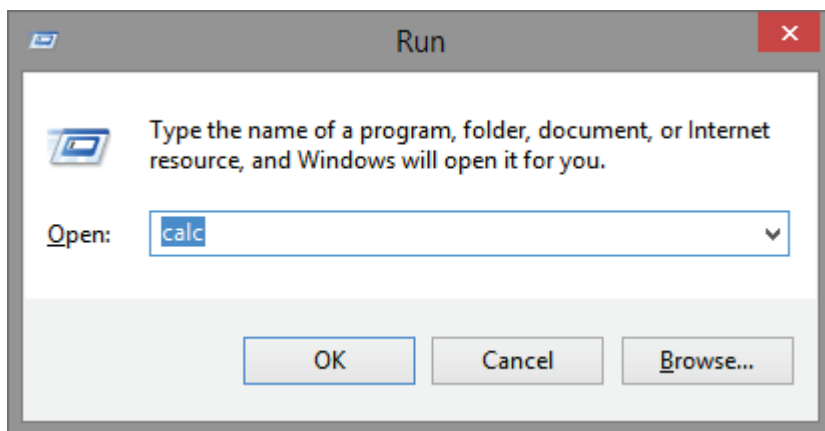 Run
Type the name of a program, folder, document, or Internet
resource, and Windows will open it for you.
Open: calc
OK Cancel Browse...